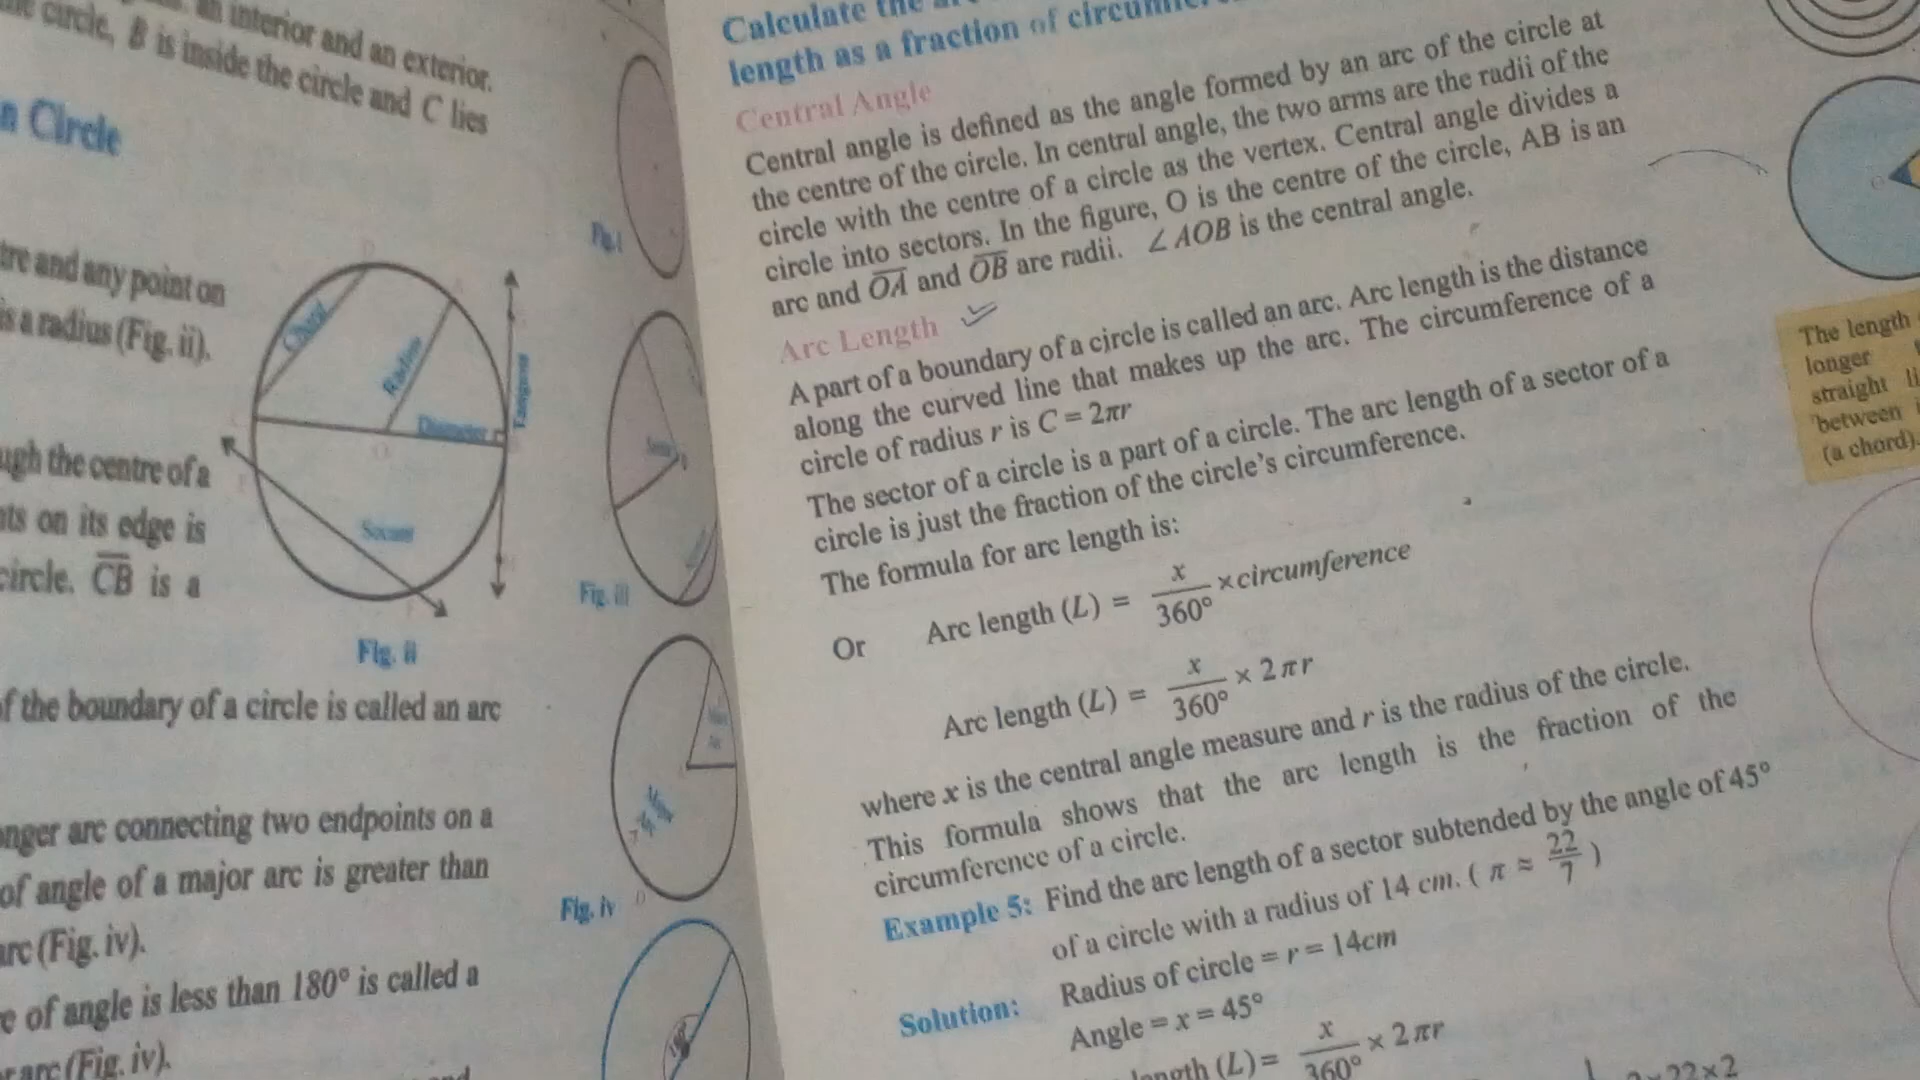 interior and an exterior.
circle, B is inside the circle and C lies
n Circle
tre and any point on
is a radius (Fig. ii).
ugh the centre of a
nts on its edge is
circle. CB is a
Chord
Radius
Diameter
Tangent
Secant
Fig. ii
of the boundary of a circle is called an arc
onger arc connecting two endpoints on a
of angle of a major arc is greater than
arc (Fig. iv).
e of angle is less than 180° is called a
r arc (Fig. iv).
Fig. i
Fig. iii
Major
Fig. iv
Calculate the
length as a fraction of
Central Angle
Central angle is defined as the angle formed by an arc of the circle at
the centre of the circle. In central angle, the two arms are the radii of the
circle with the centre of a circle as the vertex. Central angle divides a
circle into sectors. In the figure, O is the centre of the circle, AB is an
arc and OA and OB are radii. ∠AOB is the central angle.
Arc Length
A part of a boundary of a circle is called an arc. Arc length is the distance
along the curved line that makes up the arc. The circumference of a
circle of radius r is C = 2πr
The sector of a circle is a part of a circle. The arc length of a sector of a
circle is just the fraction of the circle's circumference.
The formula for arc length is:
Arc length (L) = x/360° × circumference
Or
Arc length (L) = x/360° × 2πr
where x is the central angle measure and r is the radius of the circle.
This formula shows that the arc length is the fraction of the
circumference of a circle.
Example 5: Find the arc length of a sector subtended by the angle of 45°
of a circle with a radius of 14 cm. ( π ≈ 22/7 )
Solution: Radius of circle = r = 14cm
Angle = x = 45°
length (L) = x/360° × 2πr
×22×2
The length
longer
straight
between
(a chord).